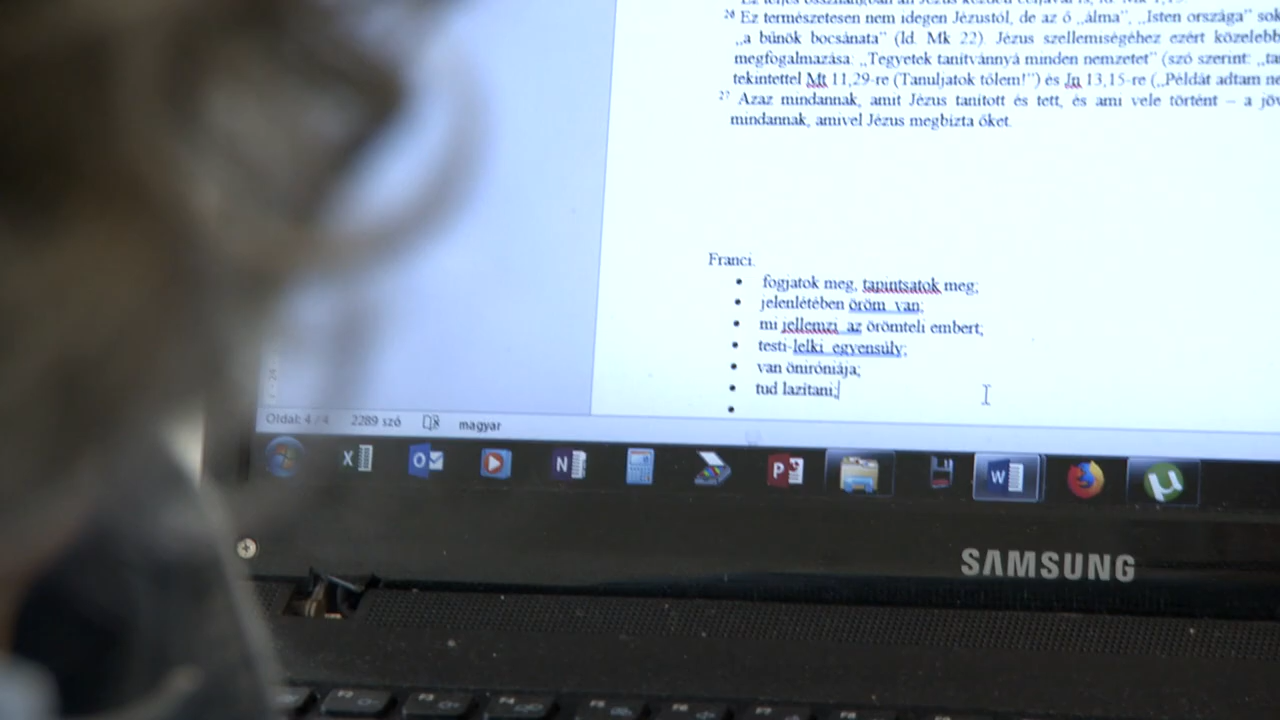 ²⁶ Ez természetesen nem idegen Jézustól, de az ő „álma”, „Isten országa” sok
„a bűnök bocsánata” (ld. Mk 22). Jézus szellemiségéhez ezért közelebb
megfogalmazása: „Tegyetek tanítvánnyá minden nemzetet” (szó szerint: „ta
tekintettel Mt 11,29-re (Tanuljatok tőlem!”) és Jn 13,15-re („Példát adtam ne
²⁷ Azaz mindannak, amit Jézus tanított és tett, és ami vele történt – a jöv
mindannak, amivel Jézus megbízta őket.
Franci.
• fogjatok meg, tapintsatok meg;
• jelenlétében öröm van;
• mi jellemzi az örömteli embert;
• testi-lelki egyensúly;
• van öniróniája;
• tud lazítani;
•
Oldal: 4 / 4 2289 szó magyar
SAMSUNG